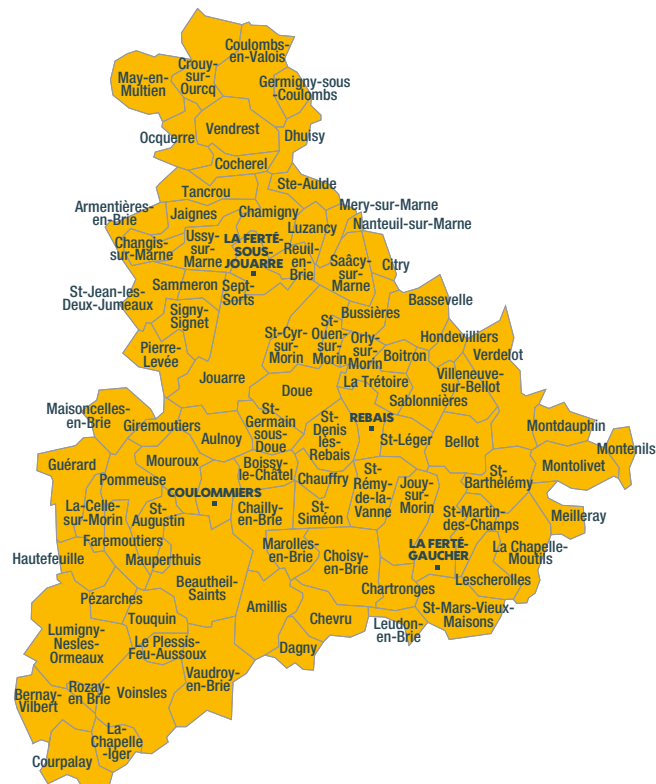 Coulombs-
en-Valois
Crouy-
sur-
Ourcq
May-en-
Multien
Germigny-sous
-Coulombs
Vendrest
Ocquerre
Dhuisy
Cocherel
Ste-Aulde
Tancrou
Armentières-
en-Brie
Jaignes
Chamigny
Mery-sur-Marne
Nanteuil-sur-Marne
Luzancy
Changis-
sur-Marne
Ussy-
sur-
Marne
LA FERTÉ-
SOUS-
JOUARRE
Reuil-
en-
Brie
Saâcy-
sur-
Marne
Citry
St-Jean-les-
Deux-Jumeaux
Sammeron
Sept-
Sorts
Bassevelle
Signy-
Signet
Bussières
St-Cyr-
sur-
Morin
St-
Ouen-
sur-
Morin
Orly-
sur-
Morin
Hondevilliers
Boitron
Verdelot
Pierre-
Levée
Jouarre
Doue
La Trétoire
Villeneuve-
sur-Bellot
Sablonnières
Maisoncelles-
en-Brie
Giremoutiers
Aulnoy
St-
Germain
sous-
Doue
St-
Denis
lès-
Rebais
REBAIS
St-Léger
Bellot
Montdauphin
Montenils
Guérard
Mouroux
Boissy-
le-Châtel
Chauffry
St-
Rémy-
de-la-
Vanne
Jouy-
sur-
Morin
St-
Barthélémy
Montolivet
Pommeuse
COULOMMIERS
La-Celle-
sur-Morin
St-
Augustin
Chailly-
en-Brie
St-
Siméon
St-Martin-
des-Champs
Meilleray
Faremoutiers
Hautefeuille
Mauperthuis
Marolles-
en-Brie
Choisy-
en-Brie
LA FERTÉ-
GAUCHER
La Chapelle-
Moutils
Beautheil-
Saints
Chartronges
Lescherolles
Pézarches
Amillis
Chevru
St-Mars-Vieux-
Maisons
Touquin
Leudon-
en-Brie
Lumigny-
Nesles-
Ormeaux
Le Plessis-
Feu-Aussoux
Dagny
Vaudroy-
en-Brie
Bernay-
Vilbert
Rozay-
en Brie
Voinsles
La-
Chapelle
-Iger
Courpalay